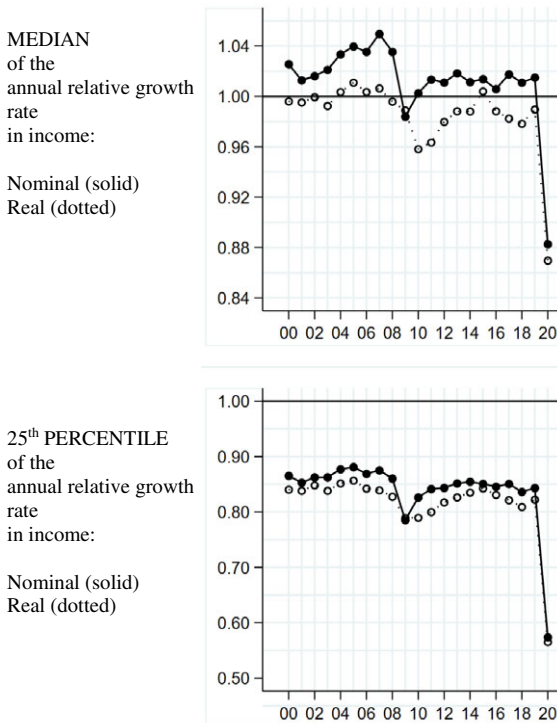 MEDIAN
of the
annual relative growth
rate
in income:
Nominal (solid)
Real (dotted)
1.04
1.00
0.96
0.92
0.88
0.84
00 02 04 06 08 10 12 14 16 18 20
25th PERCENTILE
of the
annual relative growth
rate
in income:
Nominal (solid)
Real (dotted)
1.00
0.90
0.80
0.70
0.60
0.50
00 02 04 06 08 10 12 14 16 18 20